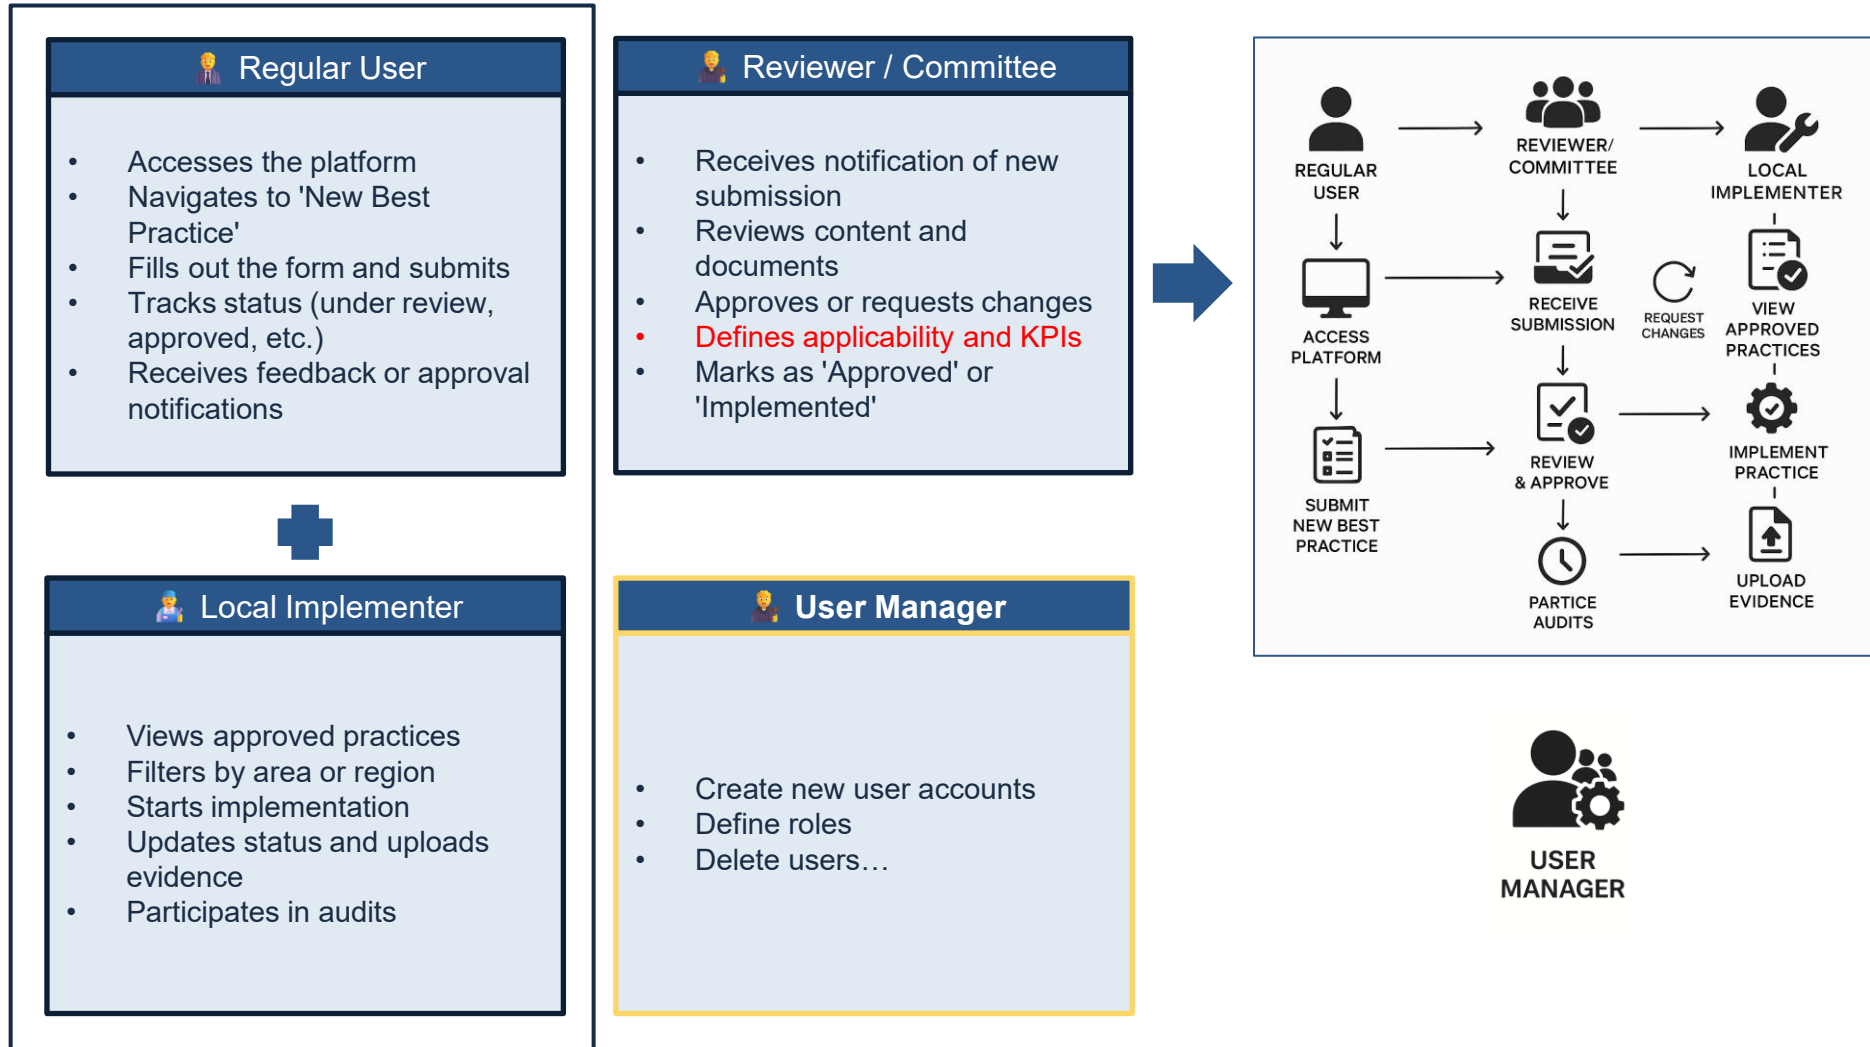 Regular User
• Accesses the platform
• Navigates to 'New Best
Practice'
• Fills out the form and submits
• Tracks status (under review,
approved, etc.)
• Receives feedback or approval
notifications
Local Implementer
• Views approved practices
• Filters by area or region
• Starts implementation
• Updates status and uploads
evidence
• Participates in audits
Reviewer / Committee
• Receives notification of new
submission
• Reviews content and
documents
• Approves or requests changes
• Defines applicability and KPIs
• Marks as 'Approved' or
'Implemented'
User Manager
• Create new user accounts
• Define roles
• Delete users…
REGULAR
USER
ACCESS
PLATFORM
SUBMIT
NEW BEST
PRACTICE
REVIEWER/
COMMITTEE
RECEIVE
SUBMISSION
REVIEW
& APPROVE
PARTICE
AUDITS
REQUEST
CHANGES
LOCAL
IMPLEMENTER
VIEW
APPROVED
PRACTICES
IMPLEMENT
PRACTICE
UPLOAD
EVIDENCE
USER
MANAGER